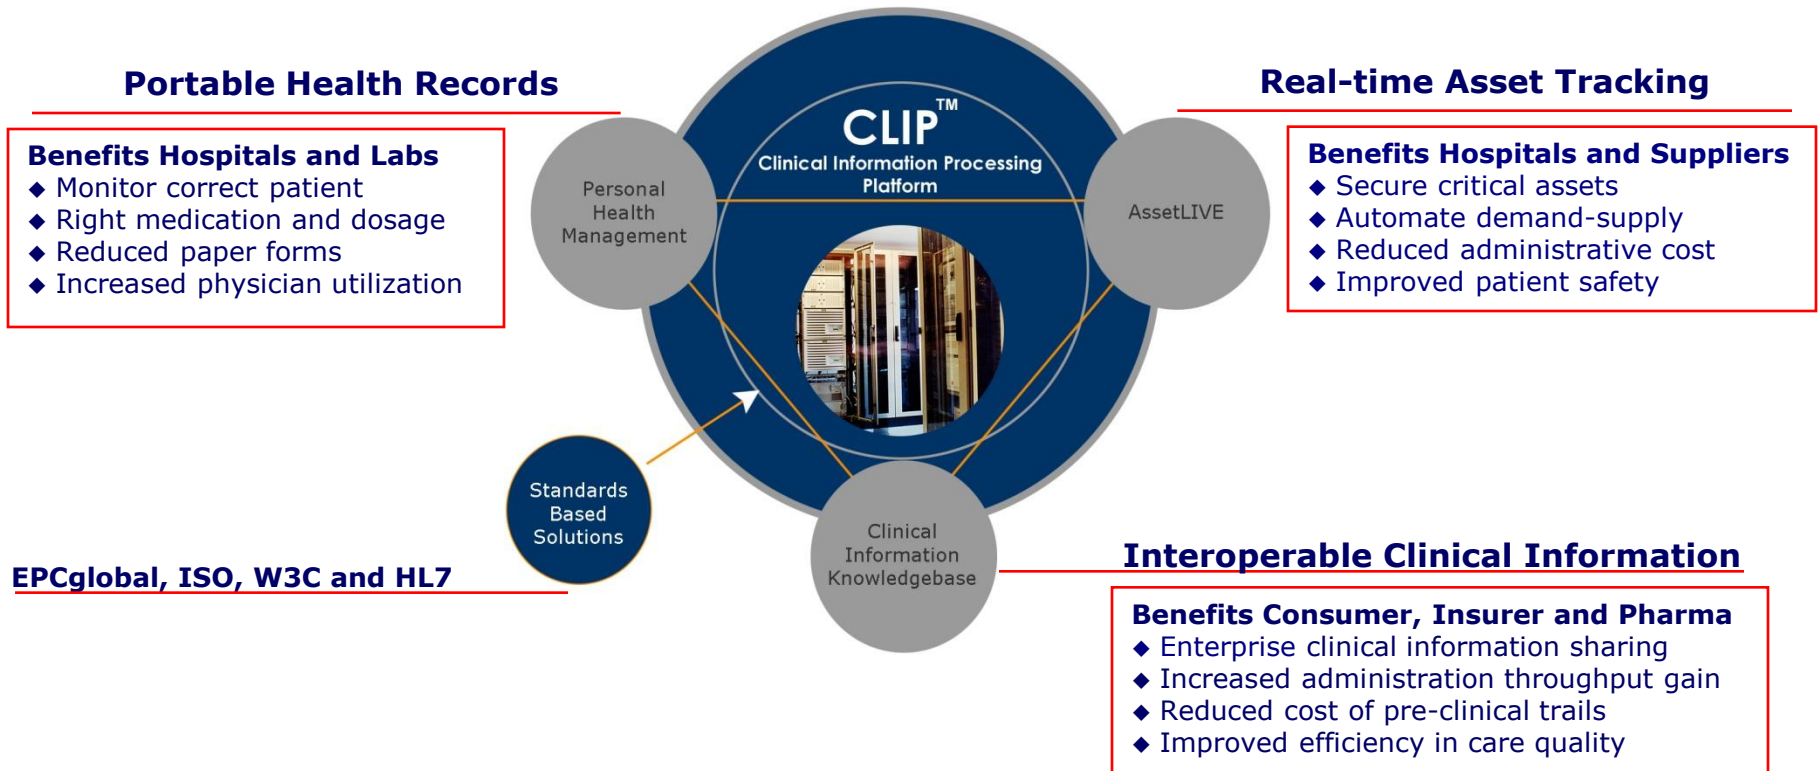 Portable Health Records
Benefits Hospitals and Labs
◆ Monitor correct patient
◆ Right medication and dosage
◆ Reduced paper forms
◆ Increased physician utilization
CLIP™
Clinical Information Processing
Platform
Personal
Health
Management
AssetLIVE
Real-time Asset Tracking
Benefits Hospitals and Suppliers
◆ Secure critical assets
◆ Automate demand-supply
◆ Reduced administrative cost
◆ Improved patient safety
Standards
Based
Solutions
EPCglobal, ISO, W3C and HL7
Clinical
Information
Knowledgebase
Interoperable Clinical Information
Benefits Consumer, Insurer and Pharma
◆ Enterprise clinical information sharing
◆ Increased administration throughput gain
◆ Reduced cost of pre-clinical trails
◆ Improved efficiency in care quality